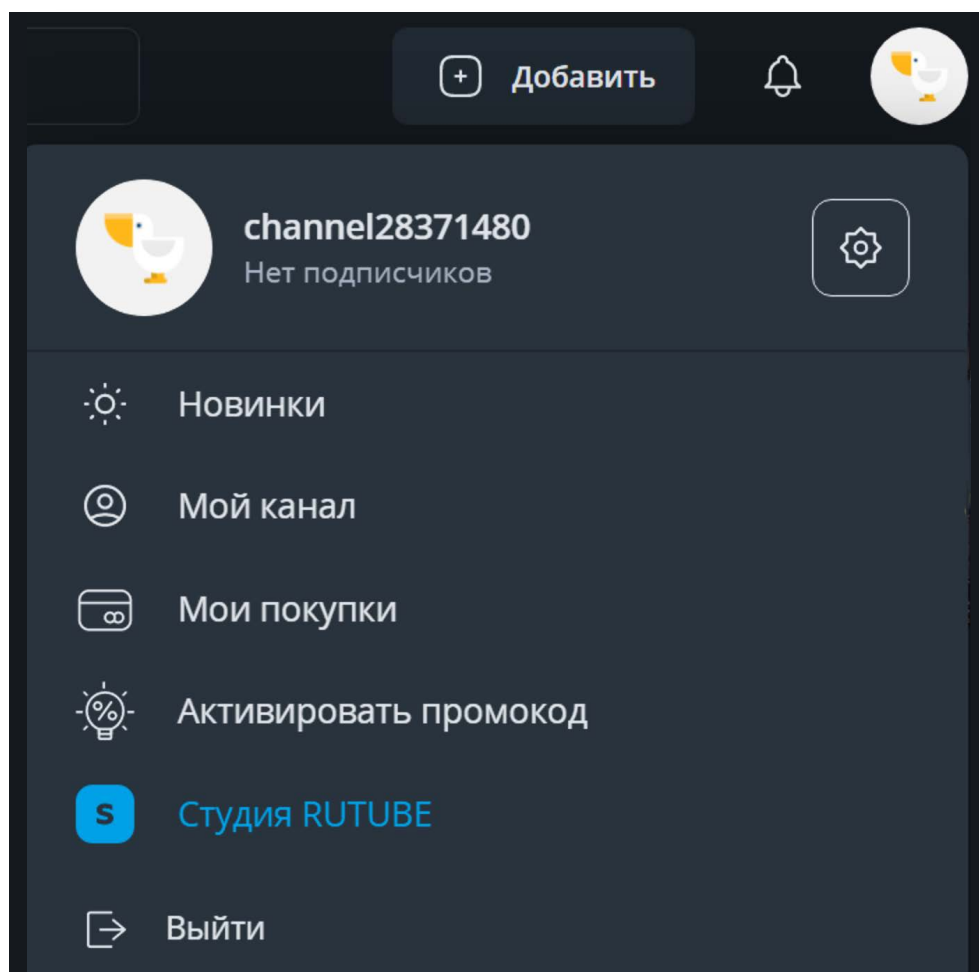 Добавить
channel28371480
Нет подписчиков
Новинки
Мой канал
Мои покупки
Активировать промокод
S Студия RUTUBE
Выйти